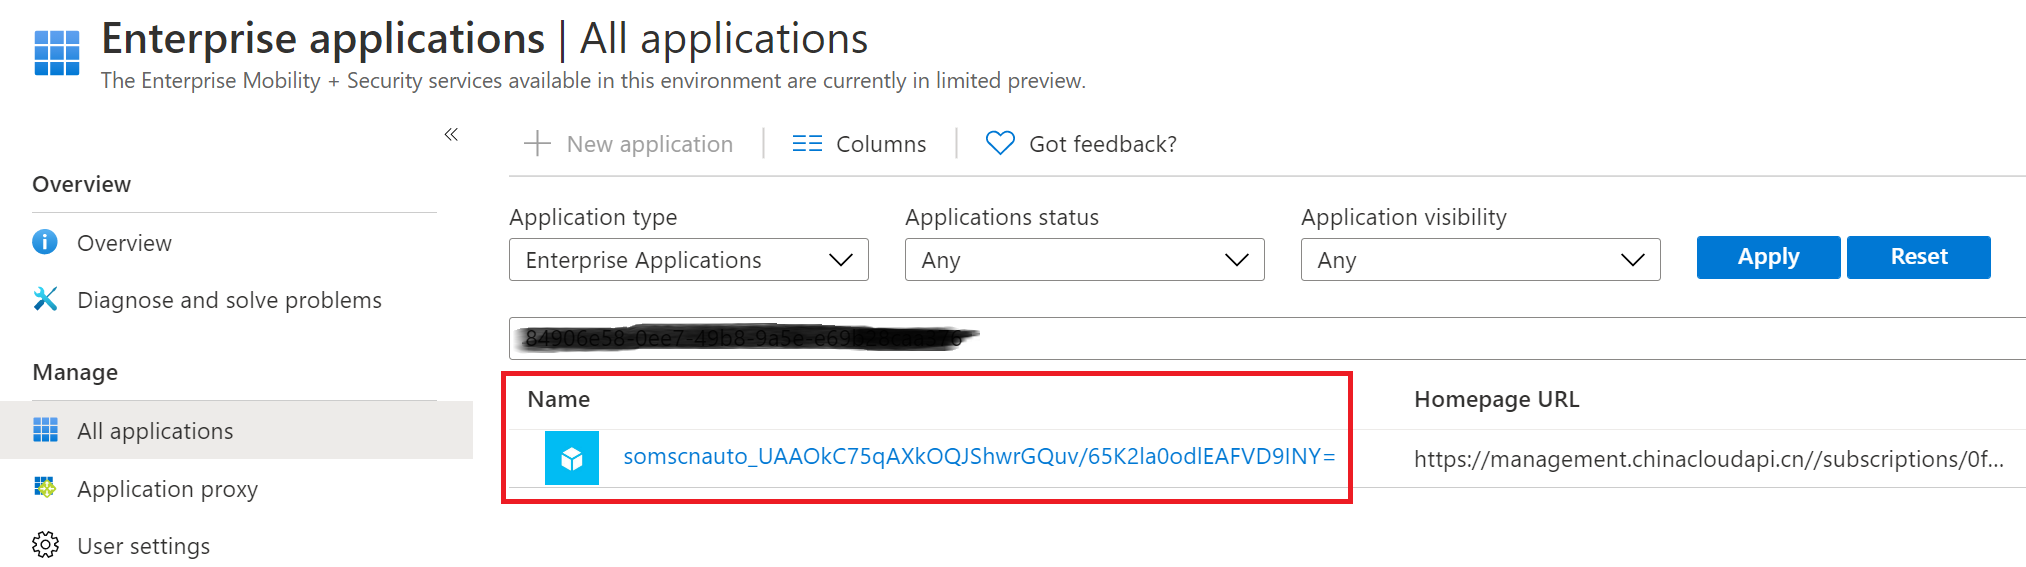 Enterprise applications | All applications
The Enterprise Mobility + Security services available in this environment are currently in limited preview.
«
New application
Columns
Got feedback?
Overview
Overview
Diagnose and solve problems
Manage
All applications
Application proxy
User settings
Application type
Applications status
Application visibility
Enterprise Applications
Any
Any
Apply
Reset
Name
Homepage URL
somscnauto_UAAOkC75qAXkOQJShwrGQuv/65K2la0odlEAFVD9INY=
https://management.chinacloudapi.cn//subscriptions/0f...